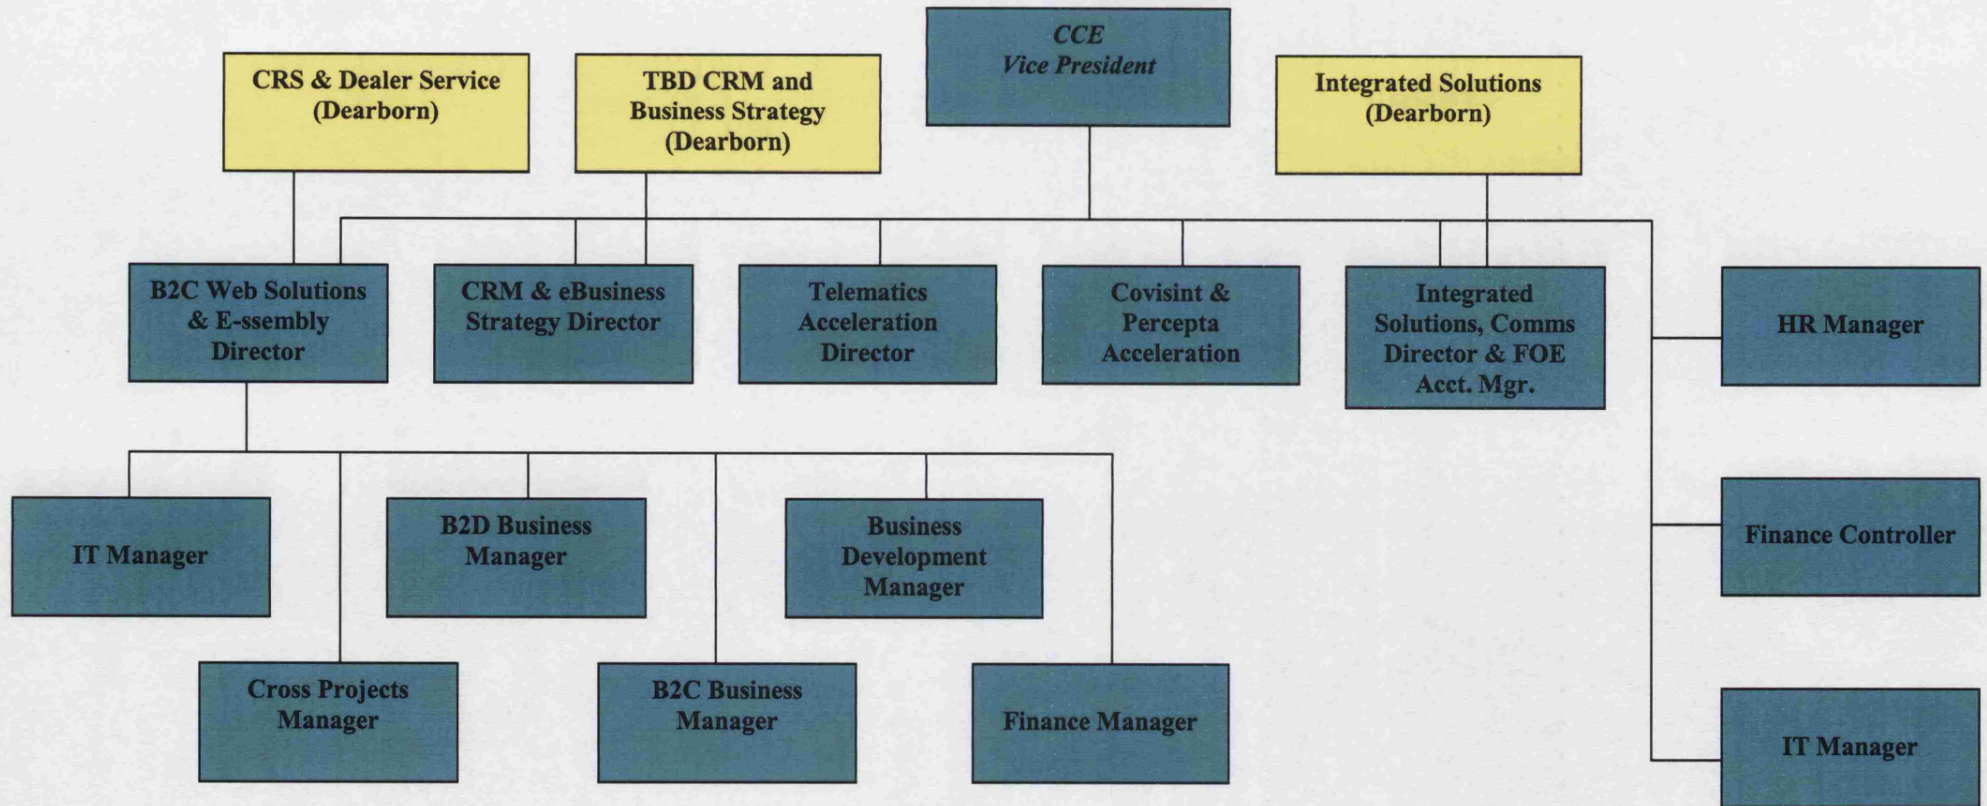 CCE
Vice President
CRS & Dealer Service
(Dearborn)
TBD CRM and
Business Strategy
(Dearborn)
Integrated Solutions
(Dearborn)
B2C Web Solutions
& E-ssembly
Director
CRM & eBusiness
Strategy Director
Telematics
Acceleration
Director
Covisint &
Percepta
Acceleration
Integrated
Solutions, Comms
Director & FOE
Acct. Mgr.
HR Manager
IT Manager
B2D Business
Manager
Business
Development
Manager
Finance Controller
Cross Projects
Manager
B2C Business
Manager
Finance Manager
IT Manager